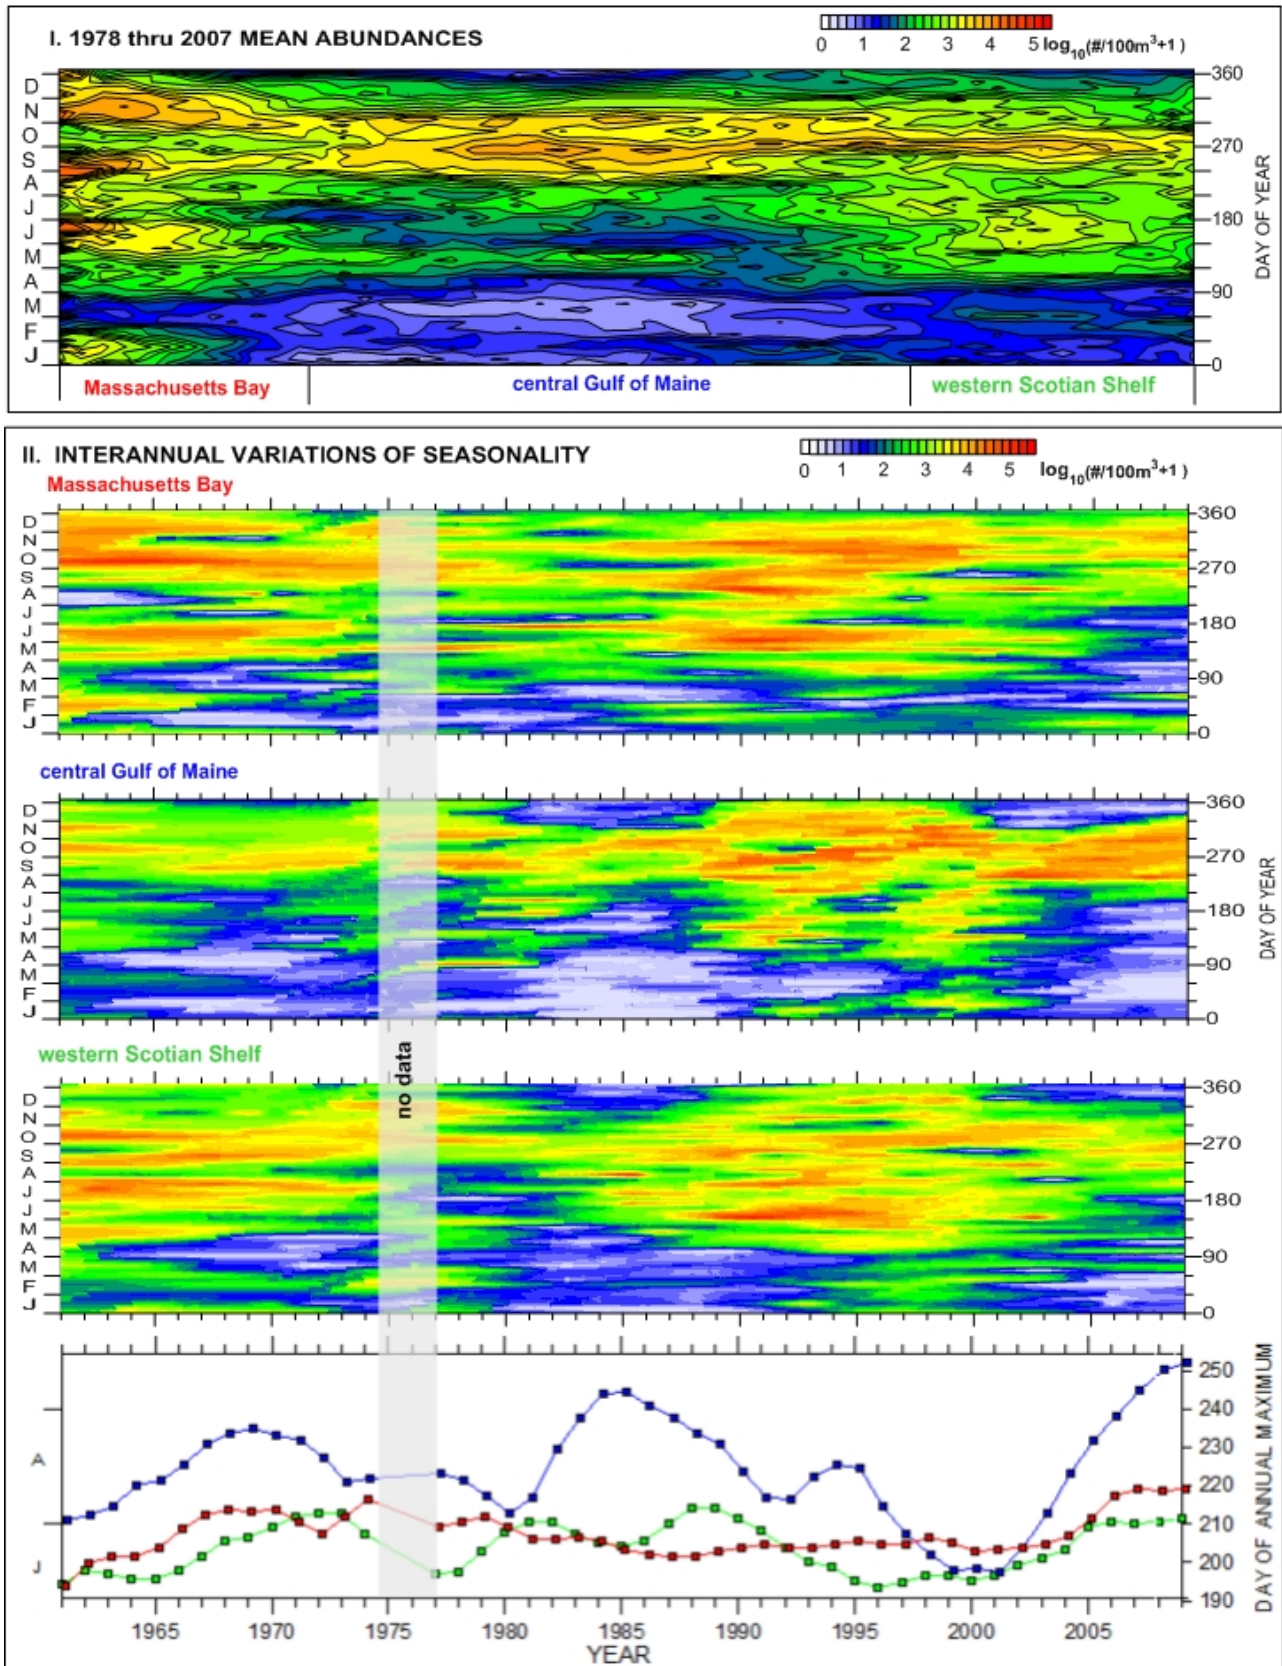 I. 1978 thru 2007 MEAN ABUNDANCES
0 1 2 3 4 5 log10(#/100m3+1)
D
N
O
S
A
J
J
M
A
M
F
J
360
270
180
90
0
DAY OF YEAR
Massachusetts Bay central Gulf of Maine western Scotian Shelf
II. INTERANNUAL VARIATIONS OF SEASONALITY
0 1 2 3 4 5 log10(#/100m3+1)
Massachusetts Bay
D
N
O
S
A
J
J
M
A
M
F
J
360
270
180
90
0
central Gulf of Maine
D
N
O
S
A
J
J
M
A
M
F
J
360
270
180
90
0
DAY OF YEAR
western Scotian Shelf
no data
D
N
O
S
A
J
J
M
A
M
F
J
360
270
180
90
0
A
J
250
240
230
220
210
200
190
DAY OF ANNUAL MAXIMUM
1965 1970 1975 1980 1985 1990 1995 2000 2005
YEAR